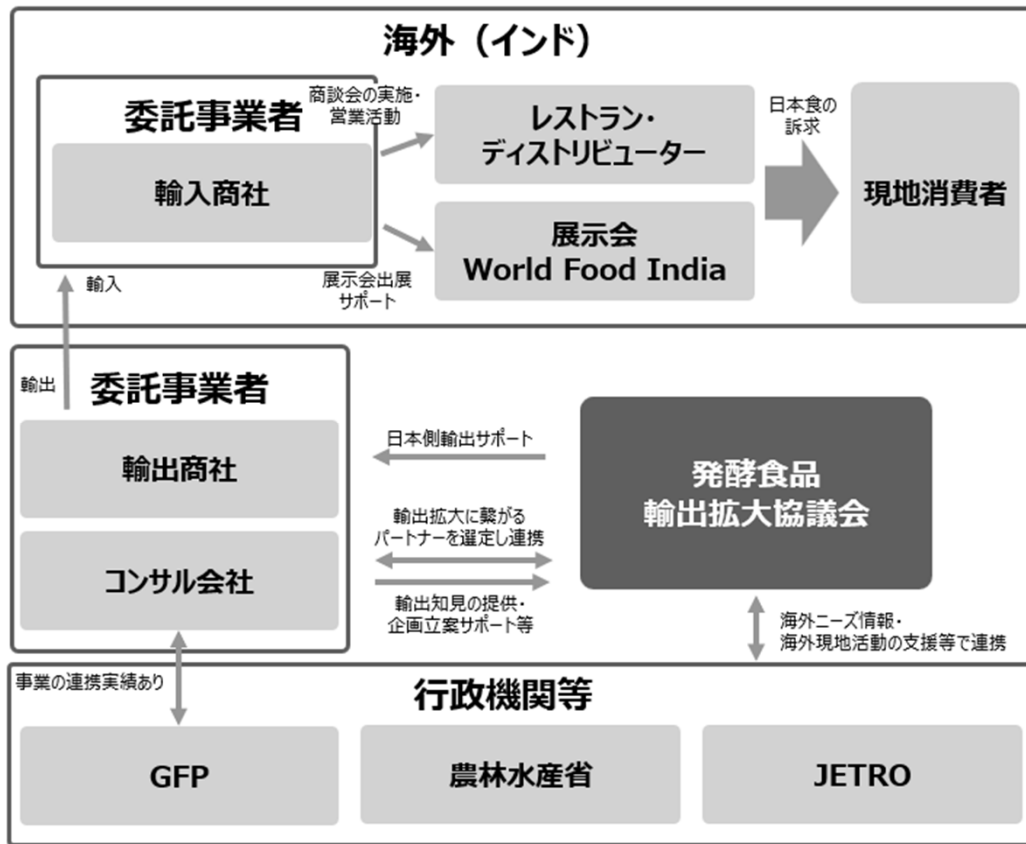 海外（インド）
委託事業者
輸入商社
商談会の実施・
営業活動
レストラン・
ディストリビューター
日本食の
訴求
現地消費者
展示会出展
サポート
展示会
World Food India
輸入
輸出
委託事業者
輸出商社
コンサル会社
日本側輸出サポート
輸出拡大に繋がる
パートナーを選定し連携
輸出知見の提供・
企画立案サポート等
発酵食品
輸出拡大協議会
海外ニーズ情報・
海外現地活動の支援等で連携
事業の連携実績あり
行政機関等
GFP
農林水産省
JETRO